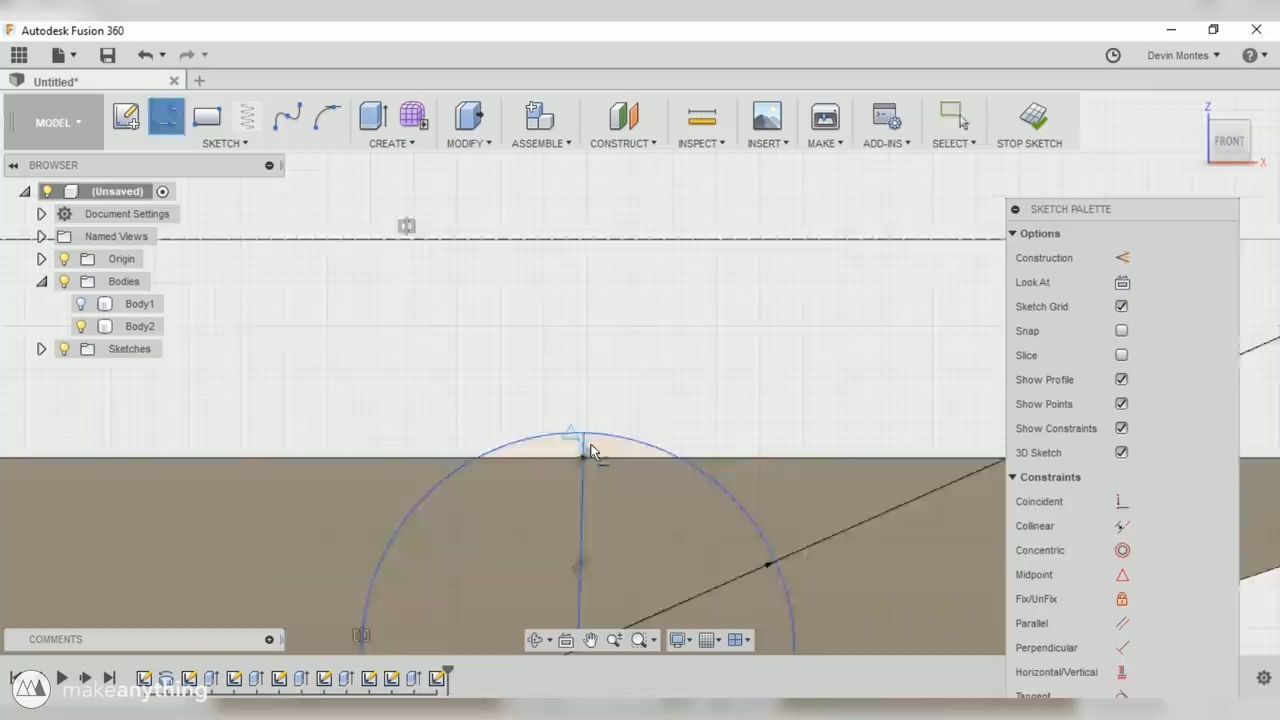 Autodesk Fusion 360
Devin Montes
Untitled*
MODEL
SKETCH
CREATE
MODIFY
ASSEMBLE
CONSTRUCT
INSPECT
INSERT
MAKE
ADD-INS
SELECT
STOP SKETCH
Z
FRONT
X
BROWSER
(Unsaved)
Document Settings
Named Views
Origin
Bodies
Body1
Body2
Sketches
SKETCH PALETTE
Options
Construction
Look At
Sketch Grid
Snap
Slice
Show Profile
Show Points
Show Constraints
3D Sketch
Constraints
Coincident
Collinear
Concentric
Midpoint
Fix/UnFix
Parallel
Perpendicular
Horizontal/Vertical
Tangent
COMMENTS
makeanything